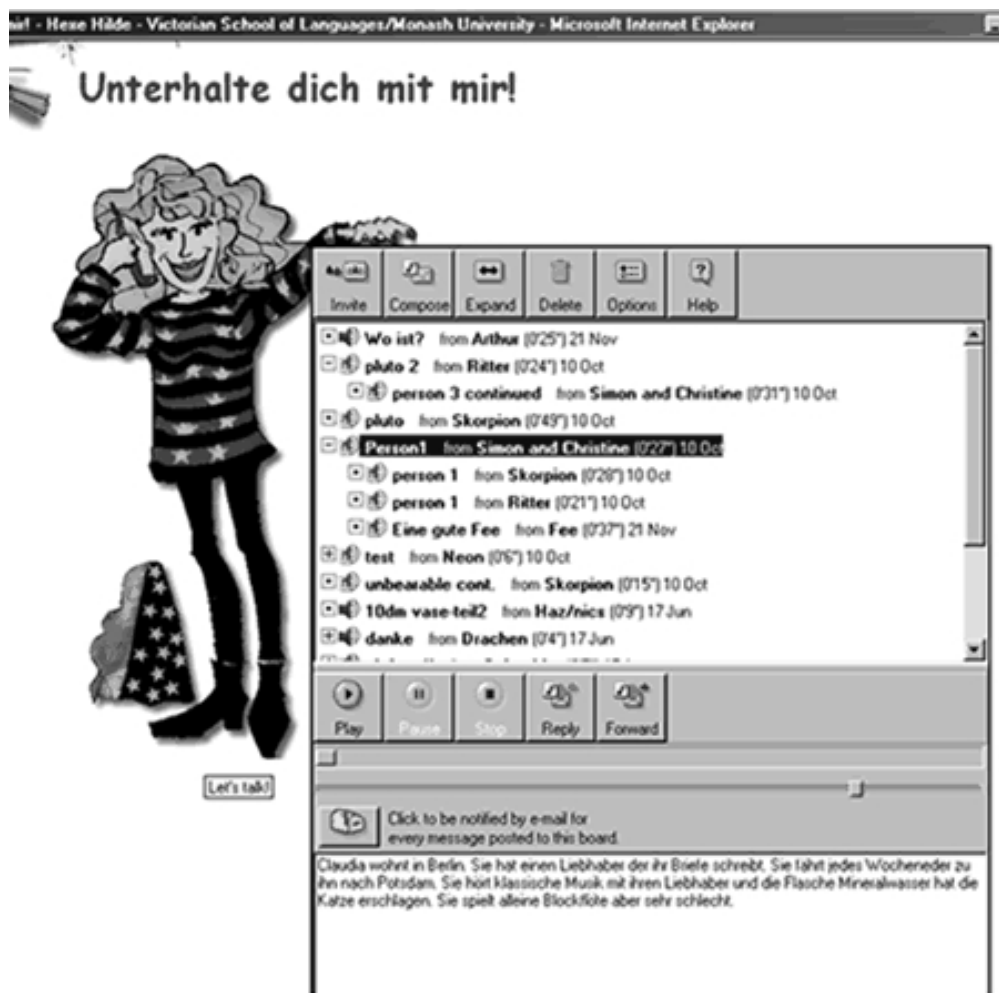 mir! - Hexe Hilde - Victorian School of Languages/Monash University - Microsoft Internet Explorer
Unterhalte dich mit mir!
Invite Compose Expand Delete Options Help
Wo ist? from Arthur (0'25") 21 Nov
pluto 2 from Ritter (0'24") 10 Oct
person 3 continued from Simon and Christine (0'31") 10 Oct
pluto from Skorpion (0'49") 10 Oct
Person1 from Simon and Christine (0'27") 10 Oct
person 1 from Skorpion (0'28") 10 Oct
person 1 from Ritter (0'21") 10 Oct
Eine gute Fee from Fee (0'37") 21 Nov
test from Neon (0'6") 10 Oct
unbearable cont. from Skorpion (0'15") 10 Oct
10dm vase-teil2 from Haz/nics (0'9") 17 Jun
danke from Drachen (0'4") 17 Jun
Play Pause Stop Reply Forward
Let's talk!
Click to be notified by e-mail for
every message posted to this board.
Claudia wohnt in Berlin. Sie hat einen Liebhaber der ihr Briefe schreibt. Sie fährt jedes Wocheneder zu
ihn nach Potsdam. Sie hört klassische Musik mit ihren Liebhaber und die Flasche Mineralwasser hat die
Katze erschlagen. Sie spielt alleine Blockflöte aber sehr schlecht.